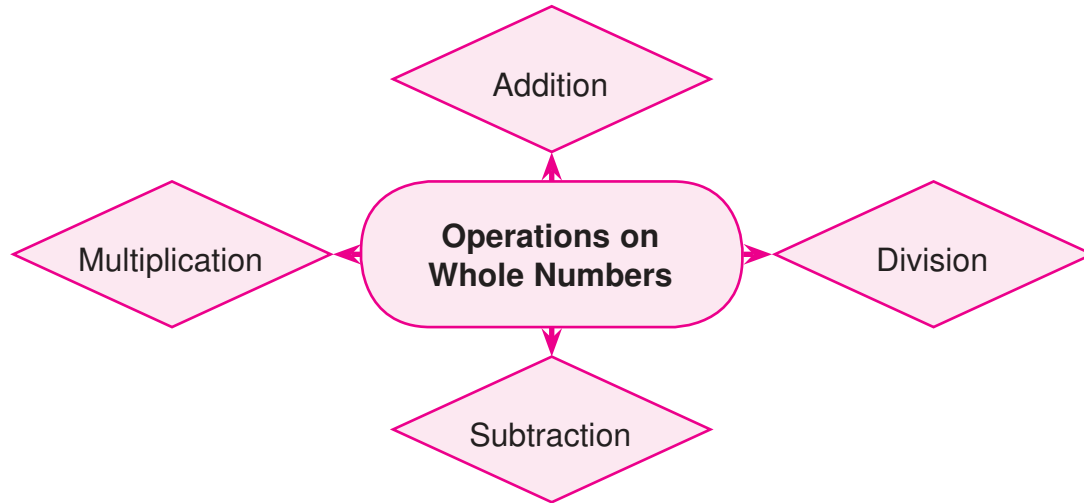 Addition
Multiplication
Operations on
Whole Numbers
Division
Subtraction